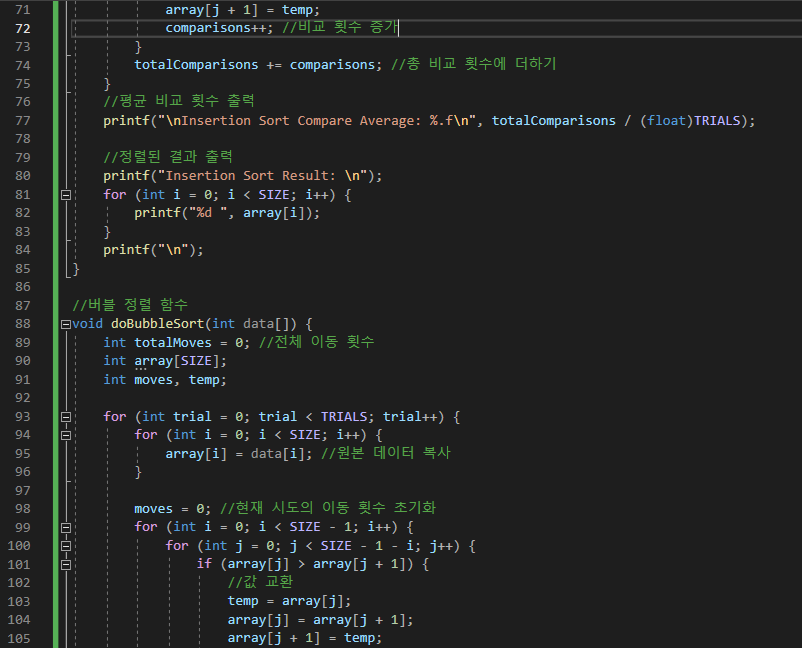 71 array[j + 1] = temp;
72 comparisons++; //비교 횟수 증가
73 }
74 totalComparisons += comparisons; //총 비교 횟수에 더하기
75 }
76 //평균 비교 횟수 출력
77 printf("\nInsertion Sort Compare Average: %.f\n", totalComparisons / (float)TRIALS);
78
79 //정렬된 결과 출력
80 printf("Insertion Sort Result: \n");
81 for (int i = 0; i < SIZE; i++) {
82 printf("%d ", array[i]);
83 }
84 printf("\n");
85 }
86
87 //버블 정렬 함수
88 void doBubbleSort(int data[]) {
89 int totalMoves = 0; //전체 이동 횟수
90 int array[SIZE];
91 int moves, temp;
92
93 for (int trial = 0; trial < TRIALS; trial++) {
94 for (int i = 0; i < SIZE; i++) {
95 array[i] = data[i]; //원본 데이터 복사
96 }
97
98 moves = 0; //현재 시도의 이동 횟수 초기화
99 for (int i = 0; i < SIZE - 1; i++) {
100 for (int j = 0; j < SIZE - 1 - i; j++) {
101 if (array[j] > array[j + 1]) {
102 //값 교환
103 temp = array[j];
104 array[j] = array[j + 1];
105 array[j + 1] = temp;